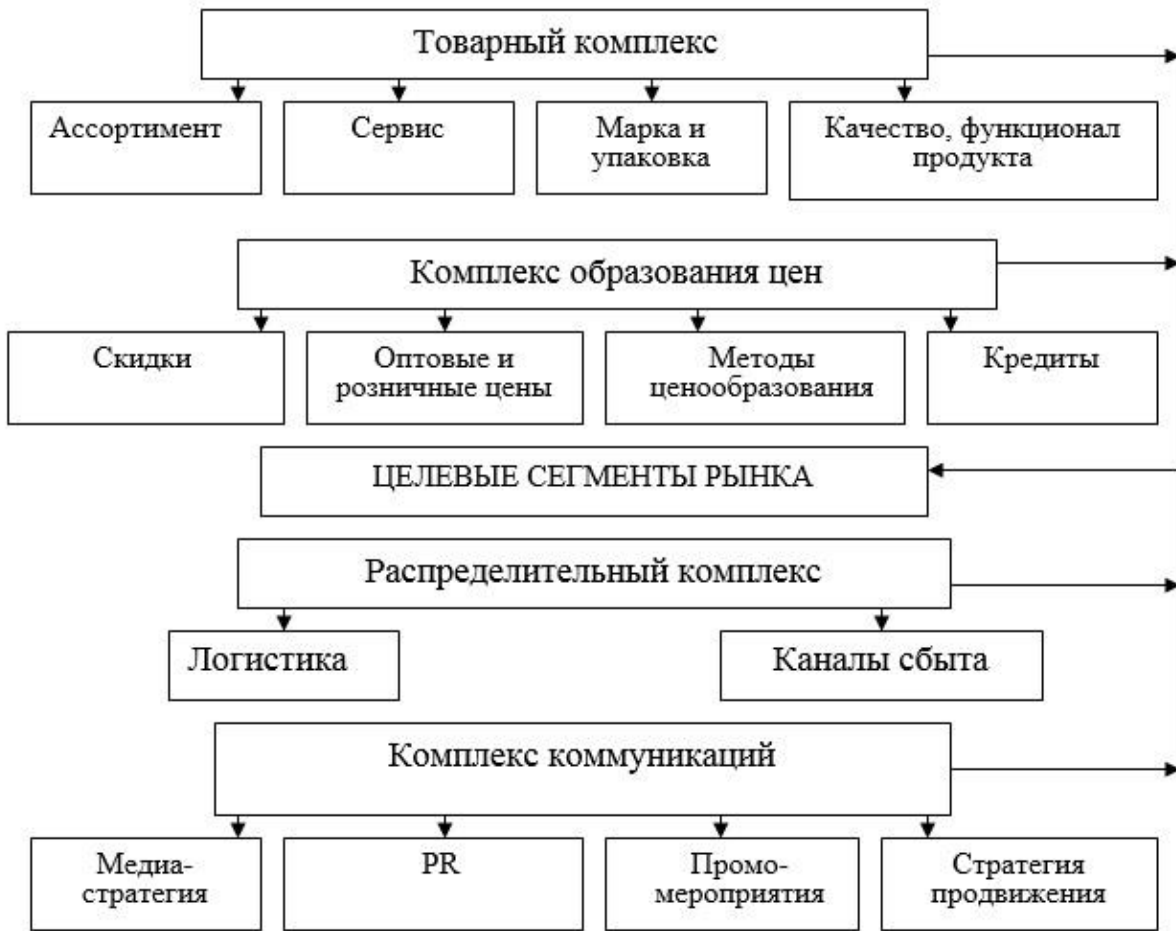 Товарный комплекс
Ассортимент
Сервис
Марка и
упаковка
Качество, функционал
продукта
Комплекс образования цен
Скидки
Оптовые и
розничные цены
Методы
ценообразования
Кредиты
ЦЕЛЕВЫЕ СЕГМЕНТЫ РЫНКА
Распределительный комплекс
Логистика
Каналы сбыта
Комплекс коммуникаций
Медиа-
стратегия
PR
Промо-
мероприятия
Стратегия
продвижения